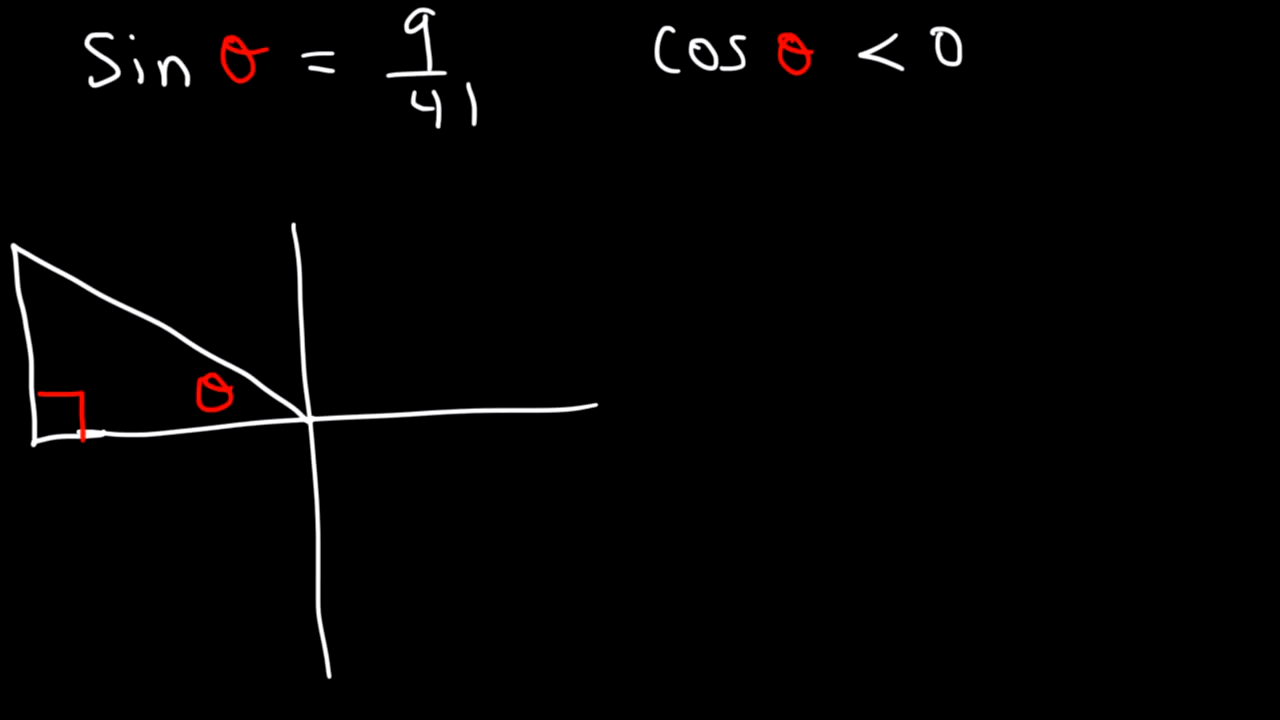 sin θ = 9/41 cos θ < 0
θ